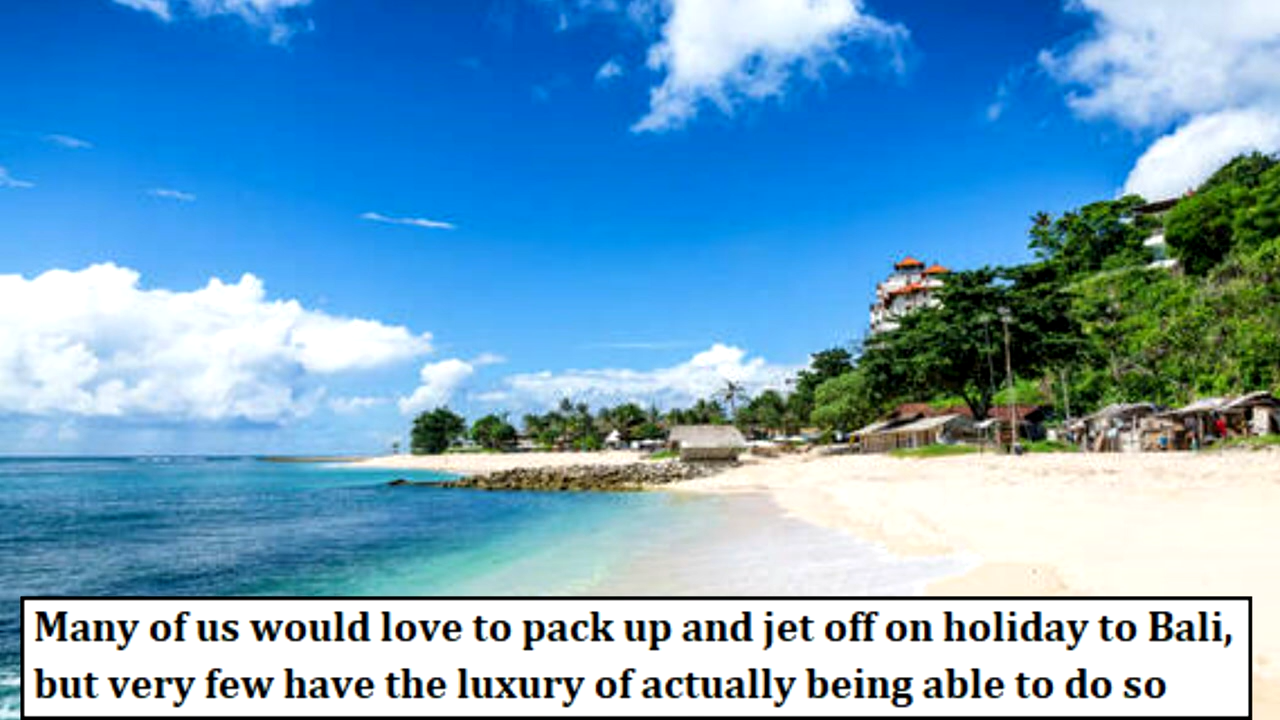 Many of us would love to pack up and jet off on holiday to Bali,
but very few have the luxury of actually being able to do so